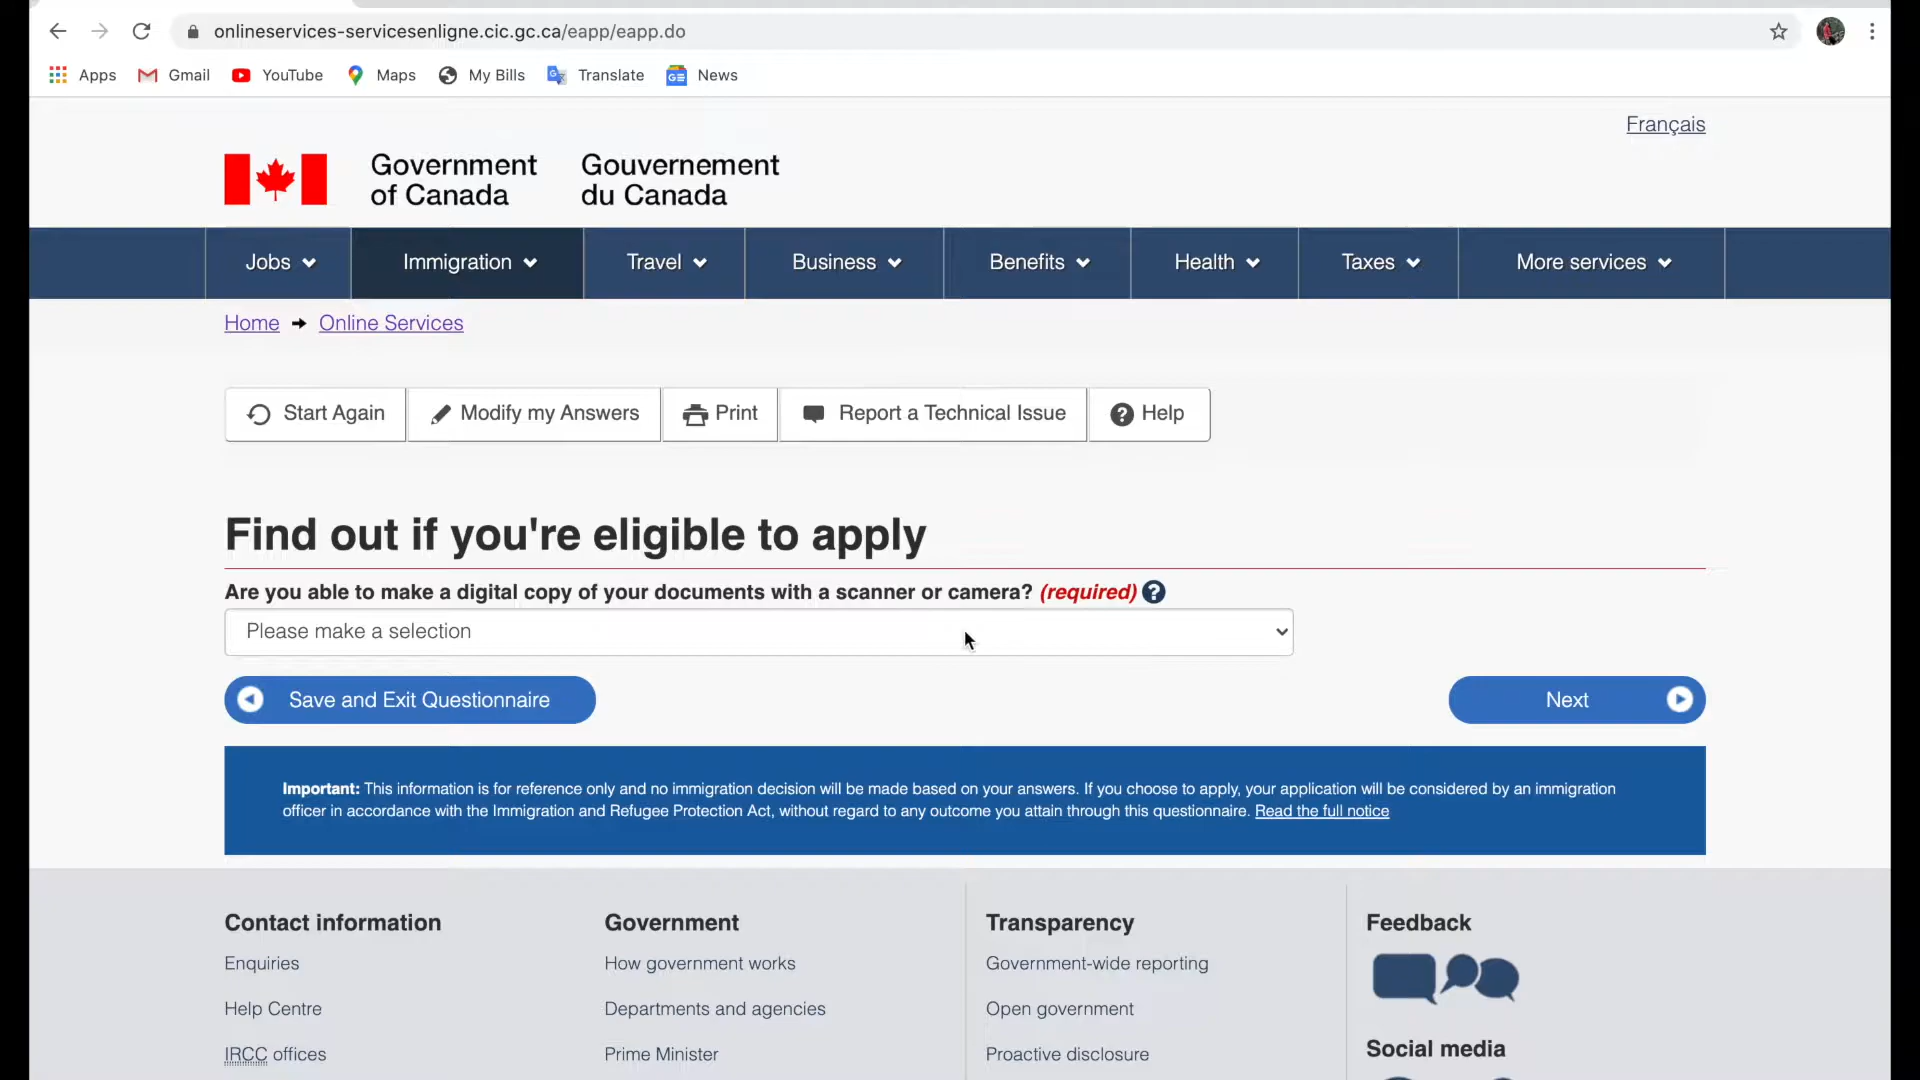 onlineservices-servicesenligne.cic.gc.ca/eapp/eapp.do
Apps Gmail YouTube Maps My Bills Translate News
Français
Government of Canada
Gouvernement du Canada
Jobs Immigration Travel Business Benefits Health Taxes More services
Home Online Services
Start Again Modify my Answers Print Report a Technical Issue Help
Find out if you're eligible to apply
Are you able to make a digital copy of your documents with a scanner or camera? (required)
Please make a selection
Save and Exit Questionnaire Next
Important: This information is for reference only and no immigration decision will be made based on your answers. If you choose to apply, your application will be considered by an immigration
officer in accordance with the Immigration and Refugee Protection Act, without regard to any outcome you attain through this questionnaire. Read the full notice
Contact information
Enquiries
Help Centre
IRCC offices
Government
How government works
Departments and agencies
Prime Minister
Transparency
Government-wide reporting
Open government
Proactive disclosure
Feedback
Social media